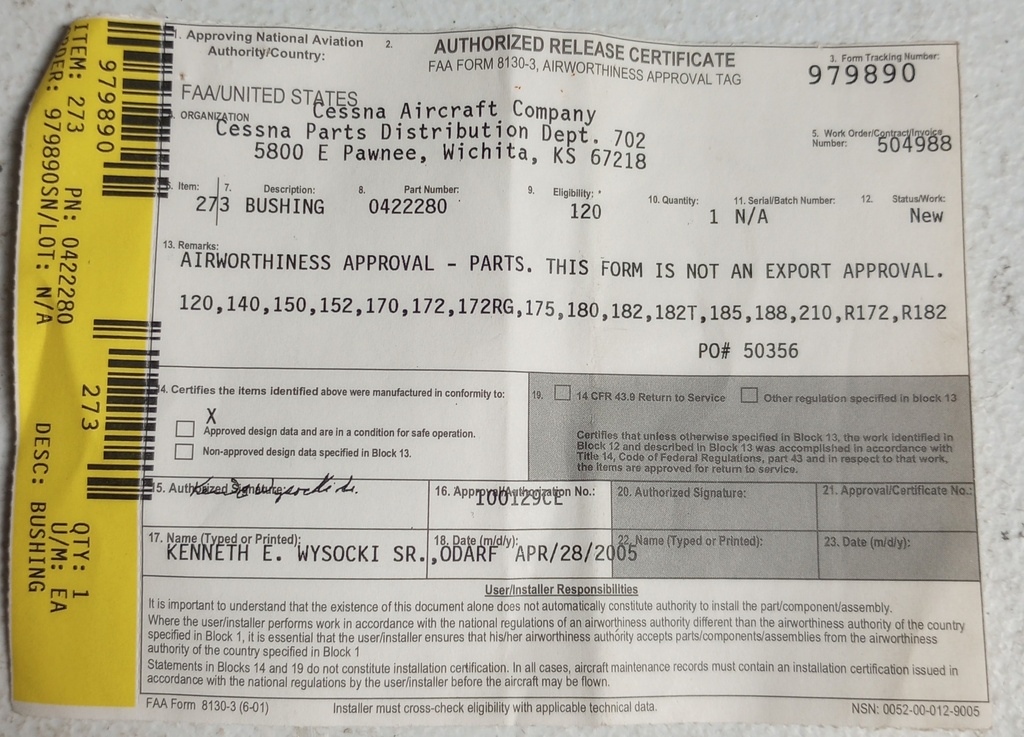 ITEM: 273 PN: 0422280 QTY: 1
979890SN/LOT: N/A U/M: EA
979890
273
DESC: BUSHING
1. Approving National Aviation Authority/Country:
2.
AUTHORIZED RELEASE CERTIFICATE
FAA FORM 8130-3, AIRWORTHINESS APPROVAL TAG
3. Form Tracking Number:
979890
FAA/UNITED STATES
ORGANIZATION
Cessna Aircraft Company
Cessna Parts Distribution Dept. 702
5800 E Pawnee, Wichita, KS 67218
5. Work Order/Contract/Invoice Number:
504988
6. Item: 7. Description: 8. Part Number: 9. Eligibility: * 10. Quantity: 11. Serial/Batch Number: 12. Status/Work:
273 BUSHING 0422280 120 1 N/A New
13. Remarks:
AIRWORTHINESS APPROVAL - PARTS. THIS FORM IS NOT AN EXPORT APPROVAL.
120,140,150,152,170,172,172RG,175,180,182,182T,185,188,210,R172,R182
PO# 50356
14. Certifies the items identified above were manufactured in conformity to:
X
Approved design data and are in a condition for safe operation.
Non-approved design data specified in Block 13.
19. 14 CFR 43.9 Return to Service Other regulation specified in block 13
Certifies that unless otherwise specified in Block 13, the work identified in
Block 12 and described in Block 13 was accomplished in accordance with
Title 14, Code of Federal Regulations, part 43 and in respect to that work,
the items are approved for return to service.
15. Authorized Signature:
16. Approval/Authorization No.:
100129CE
20. Authorized Signature:
21. Approval/Certificate No.:
17. Name (Typed or Printed):
KENNETH E. WYSOCKI SR.,ODARF
18. Date (m/d/y):
APR/28/2005
22. Name (Typed or Printed):
23. Date (m/d/y):
User/Installer Responsibilities
It is important to understand that the existence of this document alone does not automatically constitute authority to install the part/component/assembly.
Where the user/installer performs work in accordance with the national regulations of an airworthiness authority different than the airworthiness authority of the country
specified in Block 1, it is essential that the user/installer ensures that his/her airworthiness authority accepts parts/components/assemblies from the airworthiness
authority of the country specified in Block 1
Statements in Blocks 14 and 19 do not constitute installation certification. In all cases, aircraft maintenance records must contain an installation certification issued in
accordance with the national regulations by the user/installer before the aircraft may be flown.
FAA Form 8130-3 (6-01)
Installer must cross-check eligibility with applicable technical data.
NSN: 0052-00-012-9005